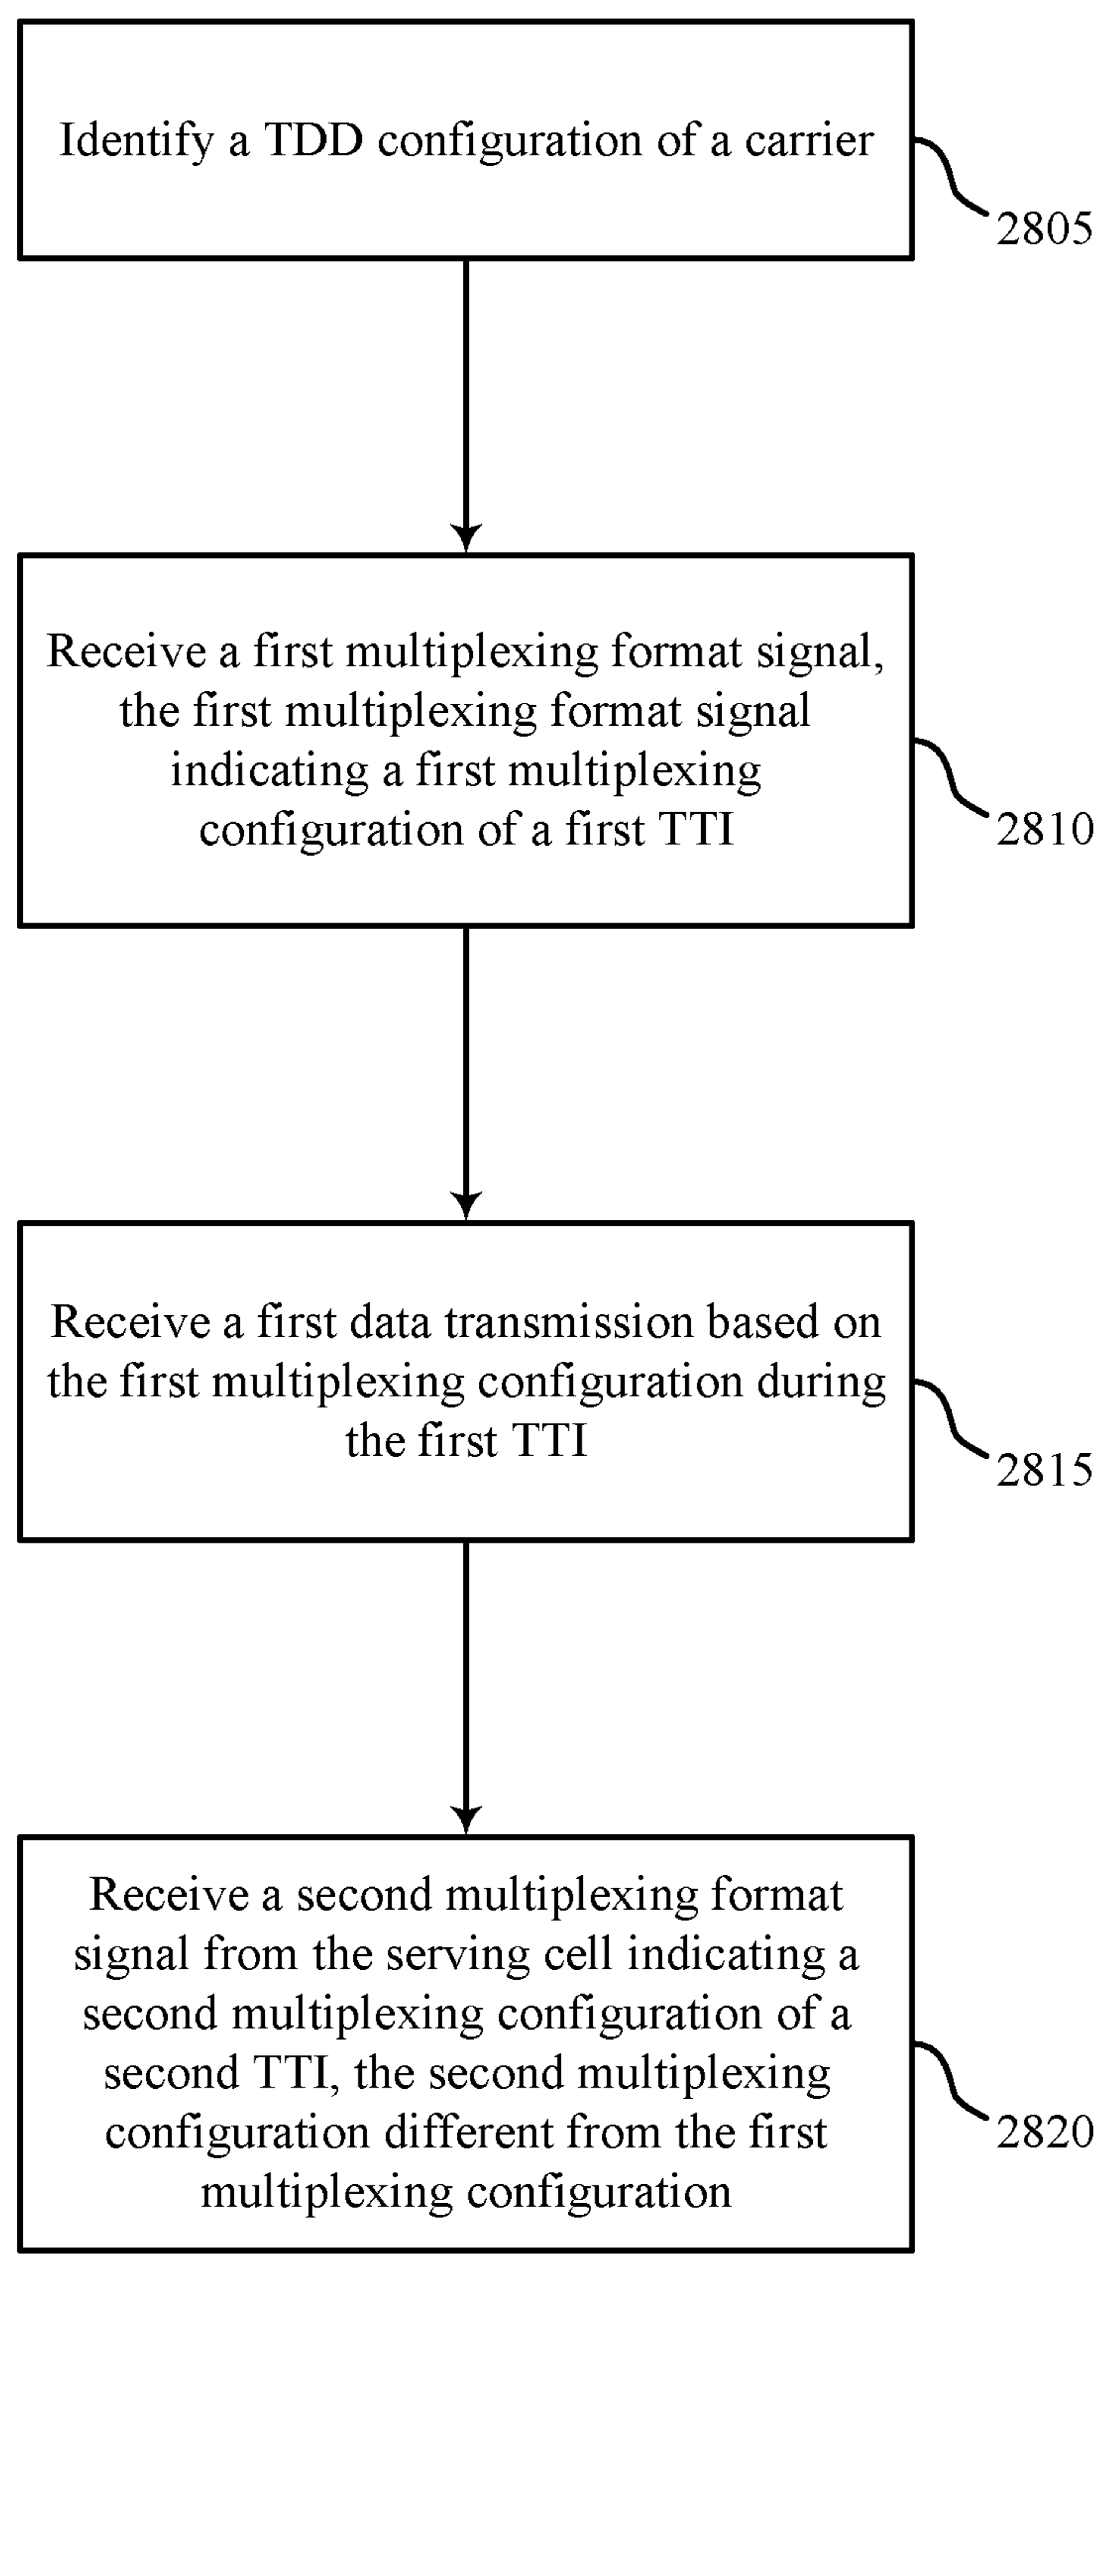 Identify a TDD configuration of a carrier
2805
Receive a first multiplexing format signal,
the first multiplexing format signal
indicating a first multiplexing
configuration of a first TTI
2810
Receive a first data transmission based on
the first multiplexing configuration during
the first TTI
2815
Receive a second multiplexing format
signal from the serving cell indicating a
second multiplexing configuration of a
second TTI, the second multiplexing
configuration different from the first
multiplexing configuration
2820